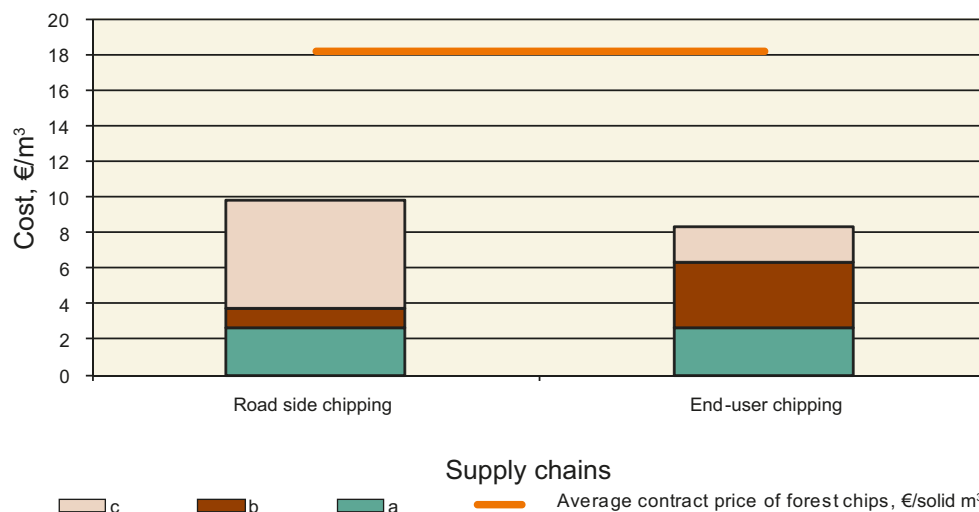 20
18
16
14
12
10
8
6
4
2
0
Cost, €/m³
Road side chipping
End-user chipping
Supply chains
c
b
a
Average contract price of forest chips, €/solid m³